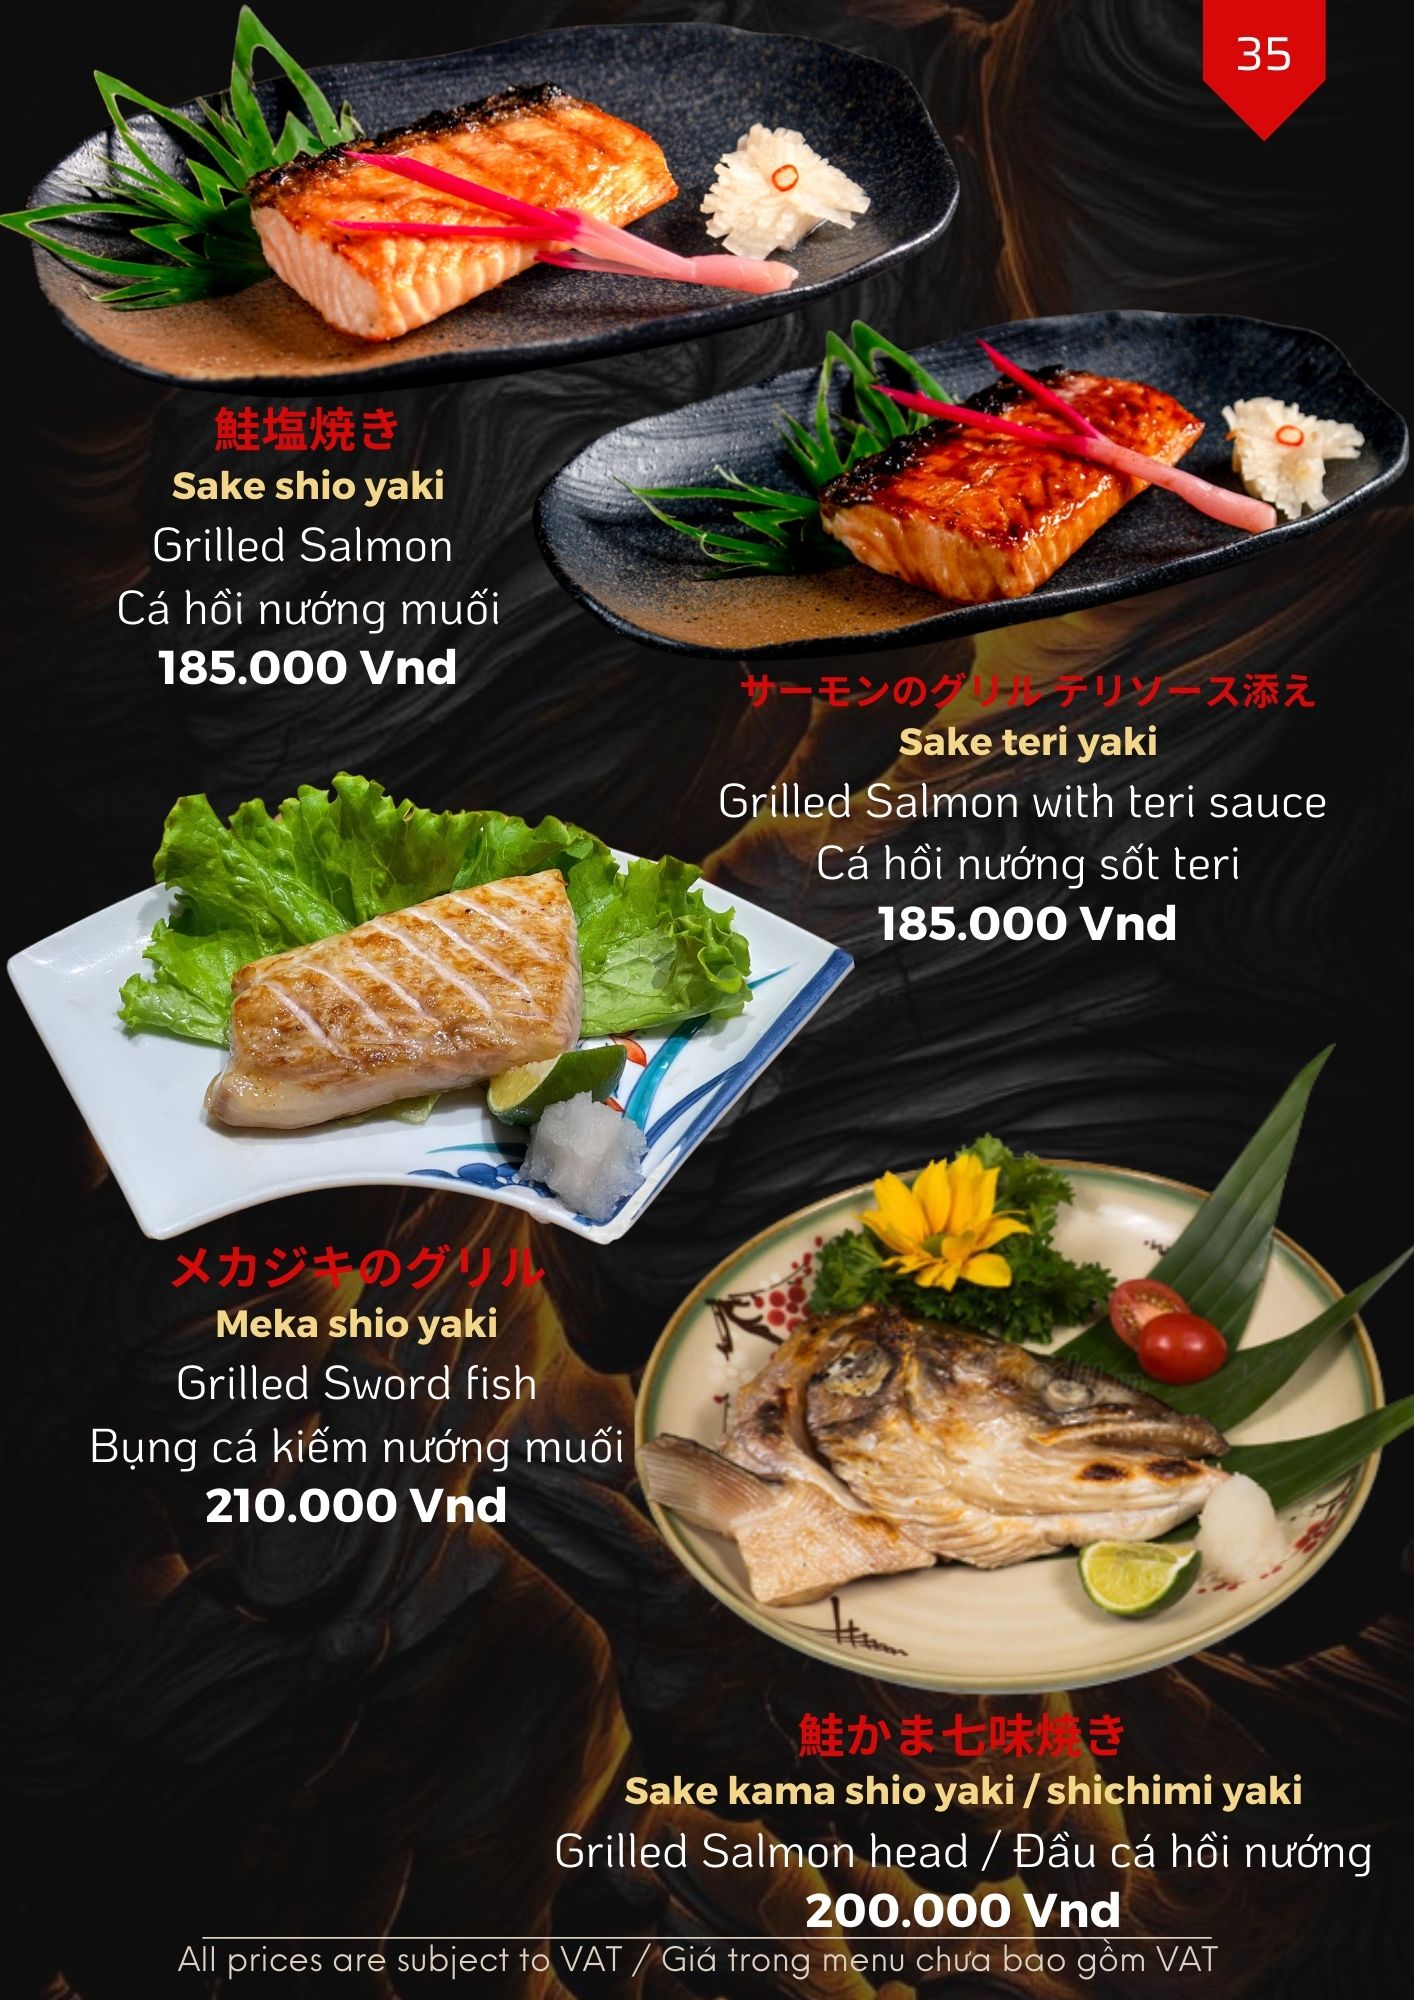 35
鮭塩焼き
Sake shio yaki
Grilled Salmon
Cá hồi nướng muối
185.000 Vnd
サーモンのグリル テリソース添え
Sake teri yaki
Grilled Salmon with teri sauce
Cá hồi nướng sốt teri
185.000 Vnd
メカジキのグリル
Meka shio yaki
Grilled Sword fish
Bụng cá kiếm nướng muối
210.000 Vnd
鮭かま七味焼き
Sake kama shio yaki / shichimi yaki
Grilled Salmon head / Đầu cá hồi nướng
200.000 Vnd
All prices are subject to VAT / Giá trong menu chưa bao gồm VAT